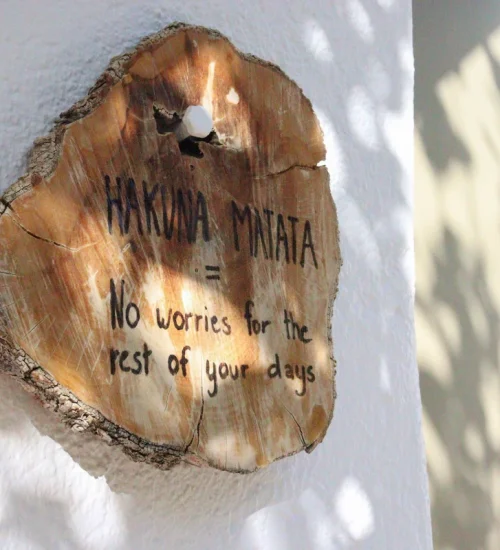 HAKUNA MATATA
=
No worries for the
rest of your days